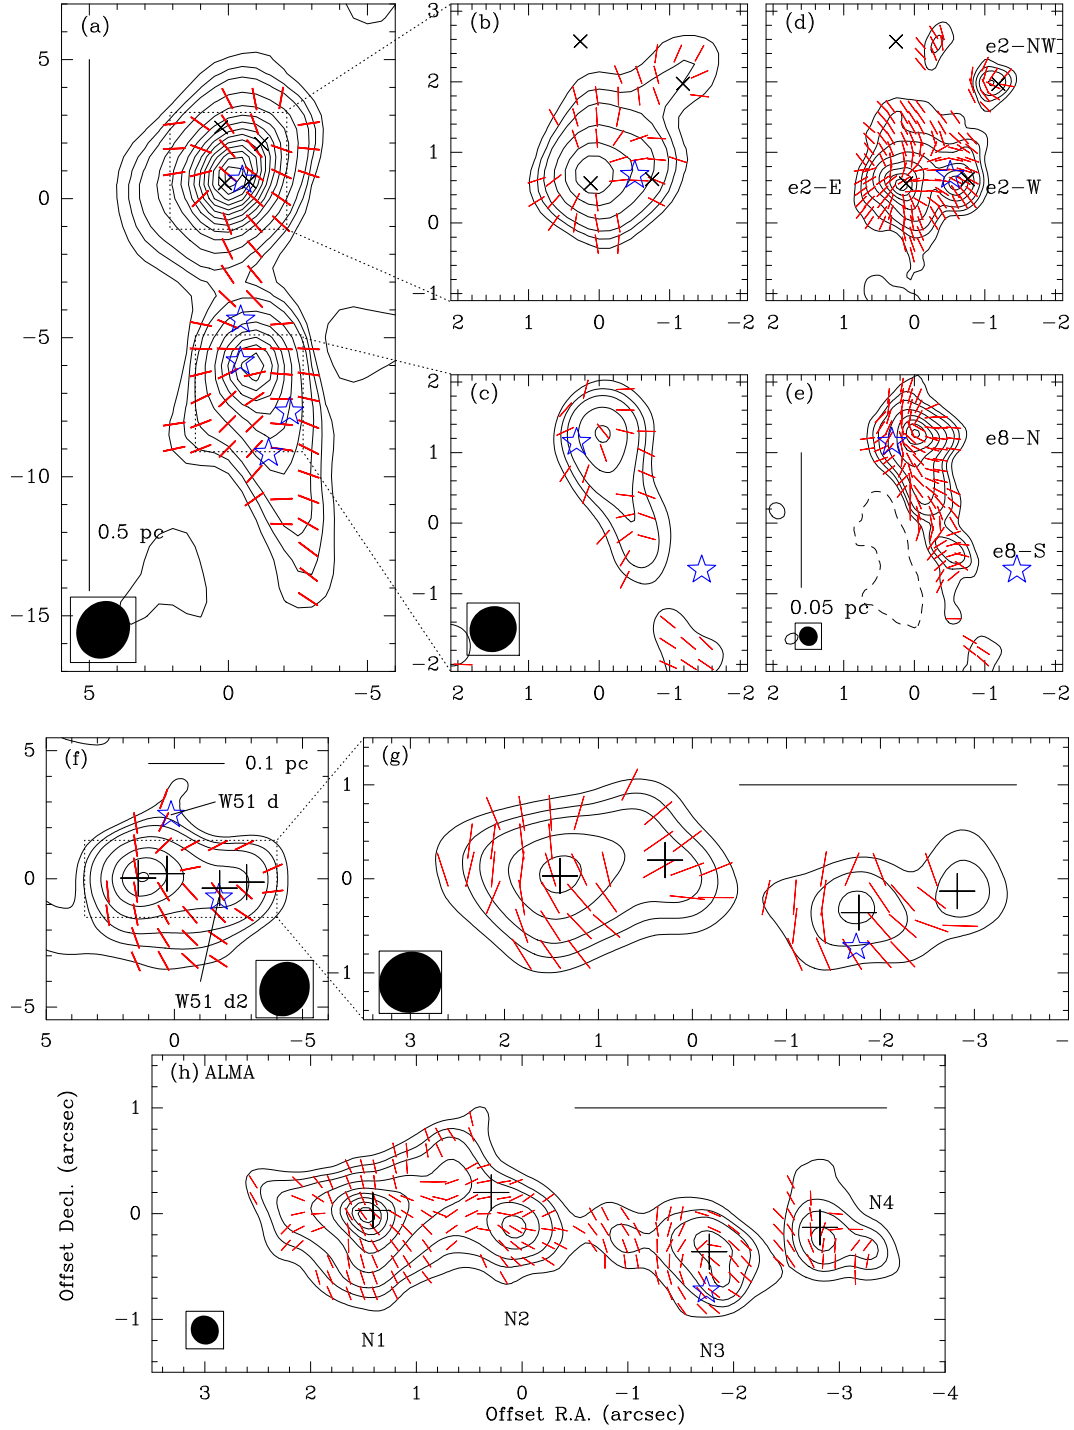 (a)
5
0
−5
−10
−15
0.5 pc
5
0
−5
(b)
3
2
1
0
−1
2
1
0
−1
−2
(d)
e2−NW
e2−E
e2−W
2
1
0
−1
−2
(c)
2
1
0
−1
−2
2
1
0
−1
−2
(e)
e8−N
e8−S
0.05 pc
2
1
0
−1
−2
(f)
0.1 pc
W51 d
W51 d2
5
0
−5
5
0
−5
(g)
1
0
1
3
2
1
0
−1
−2
−3
−4
(h) ALMA
N1
N2
N3
N4
1
0
−1
Offset Decl. (arcsec)
3
2
1
0
−1
−2
−3
−4
Offset R.A. (arcsec)